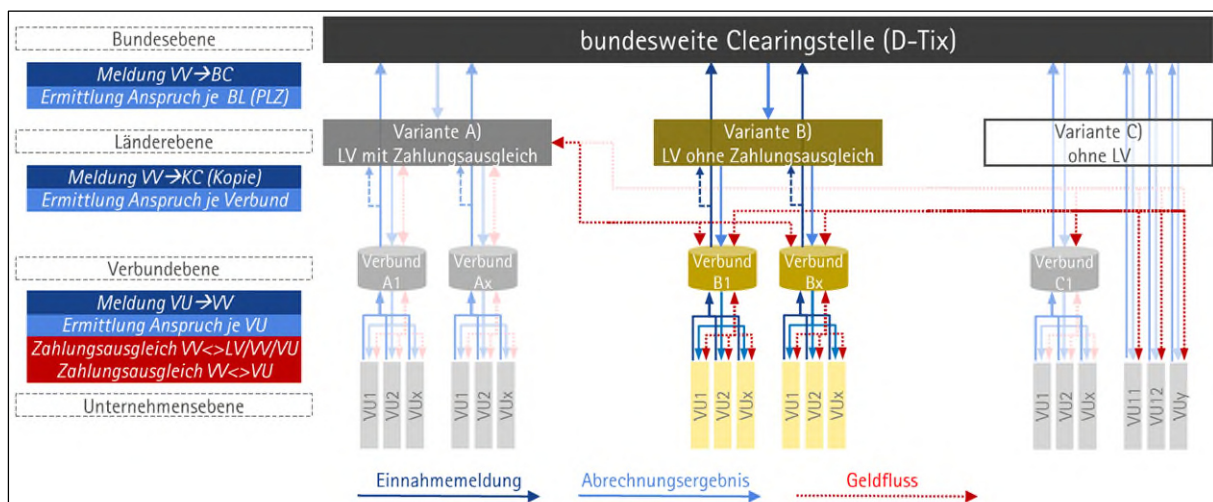 Bundesebene
bundesweite Clearingstelle (D-Tix)
Meldung VV→BC
Ermittlung Anspruch je BL (PLZ)
Länderebene
Variante A)
LV mit Zahlungsausgleich
Variante B)
LV ohne Zahlungsausgleich
Variante C)
ohne LV
Meldung VV→KC (Kopie)
Ermittlung Anspruch je Verbund
Verbundebene
Verbund
A1
Verbund
Ax
Verbund
B1
Verbund
Bx
Verbund
C1
Meldung VU→VV
Ermittlung Anspruch je VU
Zahlungsausgleich VV<>LV/VV/VU
Zahlungsausgleich VV<>VU
Unternehmensebene
VU1
VU2
VUx
VU1
VU2
VUx
VU1
VU2
VUx
VU1
VU2
VUx
VU1
VU2
VUx
VU11
VU12
VUy
Einnahmemeldung
Abrechnungsergebnis
Geldfluss